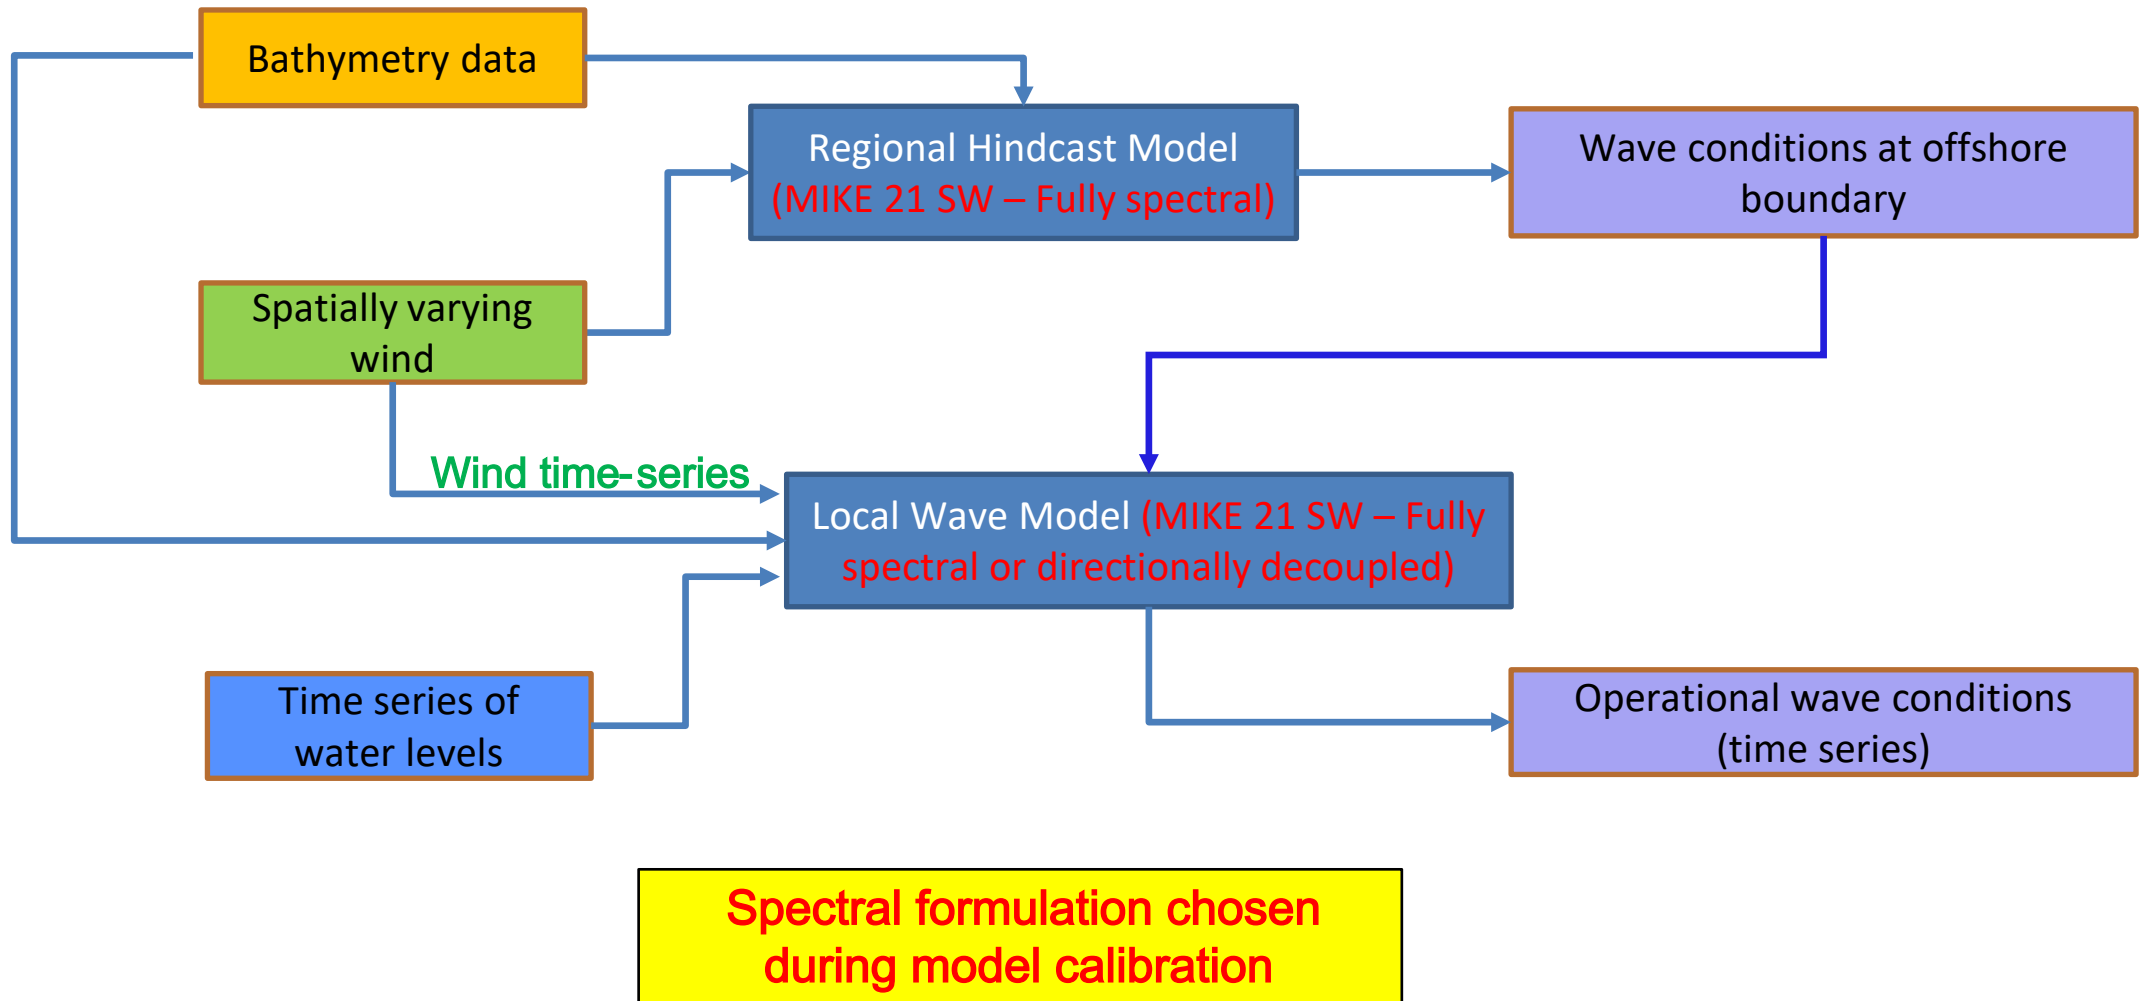 Bathymetry data
Regional Hindcast Model
(MIKE 21 SW – Fully spectral)
Wave conditions at offshore
boundary
Spatially varying
wind
Wind time-series
Local Wave Model (MIKE 21 SW – Fully
spectral or directionally decoupled)
Time series of
water levels
Operational wave conditions
(time series)
Spectral formulation chosen
during model calibration